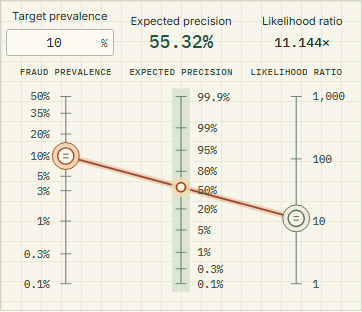 Target prevalence Expected precision Likelihood ratio
10 % 55.32% 11.144×
FRAUD PREVALENCE EXPECTED PRECISION LIKELIHOOD RATIO
50% 99.9% 1,000
35%
20% 99%
10% 95% 100
5% 80%
3% 50%
1% 20% 10
5%
0.3% 1%
0.3%
0.1% 0.1% 1